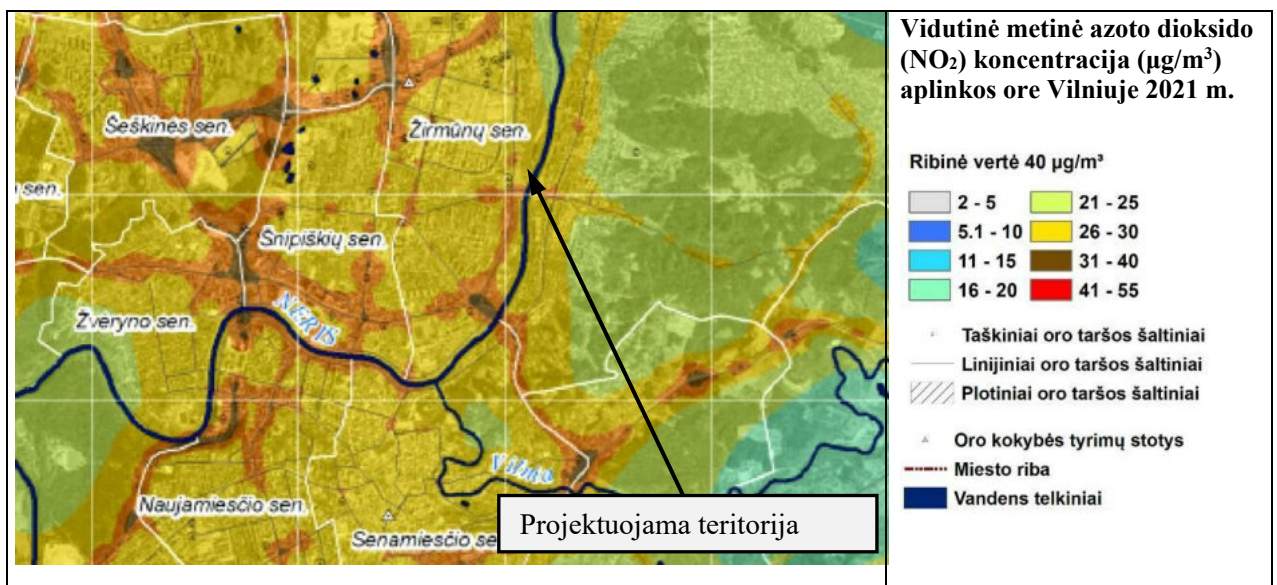 Vidutinė metinė azoto dioksido
(NO₂) koncentracija (µg/m³)
aplinkos ore Vilniuje 2021 m.
Ribinė vertė 40 µg/m³
2 - 5
21 - 25
5.1 - 10
26 - 30
11 - 15
31 - 40
16 - 20
41 - 55
Taškiniai oro taršos šaltiniai
Linijiniai oro taršos šaltiniai
Plotiniai oro taršos šaltiniai
Oro kokybės tyrimų stotys
Miesto riba
Vandens telkiniai
Šeškinės sen.
Žirmūnų sen.
sen.
Šnipiškių sen.
NERIS
Žvėryno sen.
Vilnia
Naujamiesčio sen.
Senamiesčio se
Projektuojama teritorija